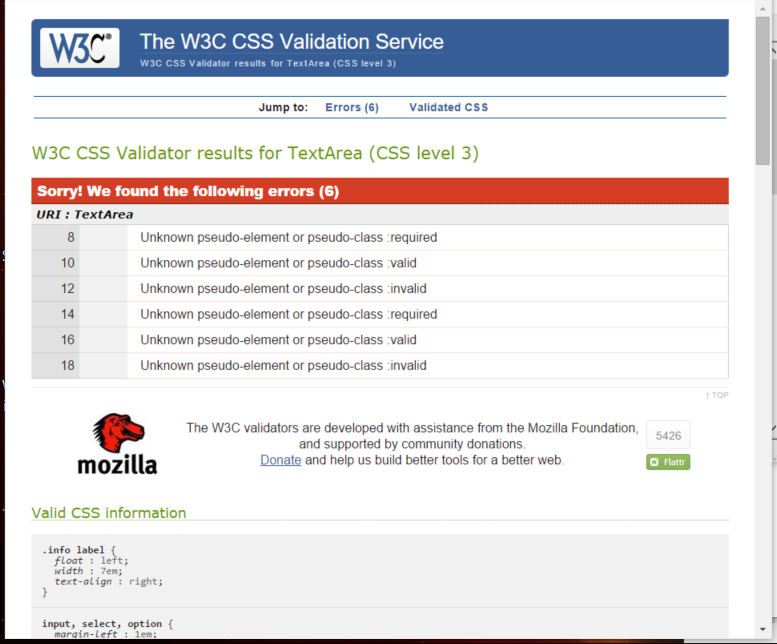 W3C®
The W3C CSS Validation Service
W3C CSS Validator results for TextArea (CSS level 3)
Jump to: Errors (6) Validated CSS
W3C CSS Validator results for TextArea (CSS level 3)
Sorry! We found the following errors (6)
URI : TextArea
8 Unknown pseudo-element or pseudo-class :required
10 Unknown pseudo-element or pseudo-class :valid
12 Unknown pseudo-element or pseudo-class :invalid
14 Unknown pseudo-element or pseudo-class :required
16 Unknown pseudo-element or pseudo-class :valid
18 Unknown pseudo-element or pseudo-class :invalid
↑ TOP
mozilla
The W3C validators are developed with assistance from the Mozilla Foundation,
and supported by community donations.
Donate and help us build better tools for a better web.
5426
Flattr
Valid CSS information
.info label {
float : left;
width : 7em;
text-align : right;
}
input, select, option {
margin-left : 1em;